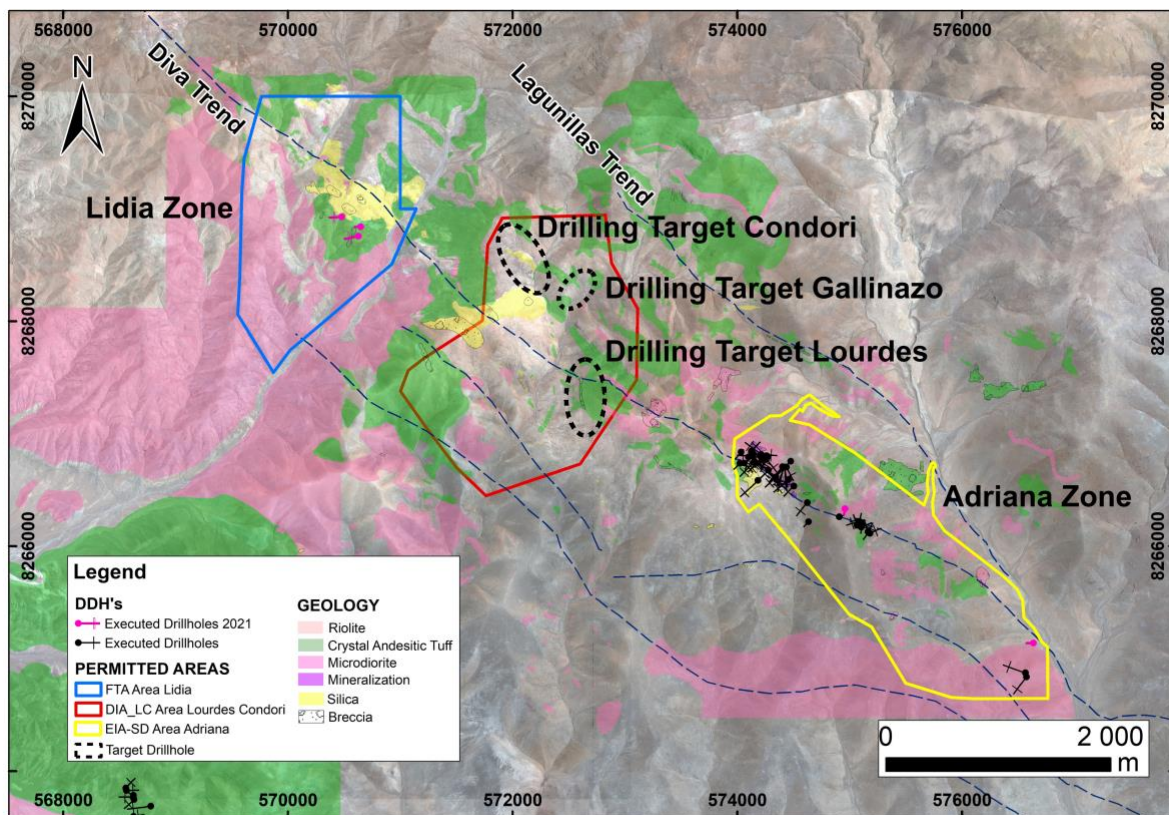 568000
570000
572000
574000
576000
8270000
8270000
N
Diva Trend
Lagunillas Trend
Lidia Zone
Drilling Target Condori
Drilling Target Gallinazo
8268000
8268000
Drilling Target Lourdes
Adriana Zone
8266000
8266000
Legend
DDH's
Executed Drillholes 2021
Executed Drillholes
PERMITTED AREAS
FTA Area Lidia
DIA_LC Area Lourdes Condori
EIA-SD Area Adriana
Target Drillhole
GEOLOGY
Riolite
Crystal Andesitic Tuff
Microdiorite
Mineralization
Silica
Breccia
0 2 000
m
568000
570000
572000
574000
576000